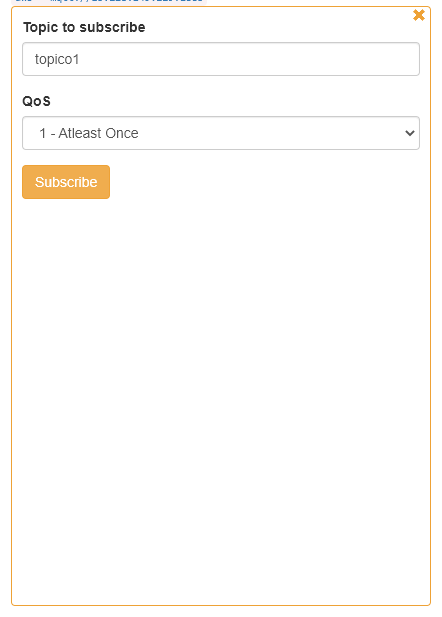 Topic to subscribe
topico1
QoS
1 - Atleast Once
Subscribe